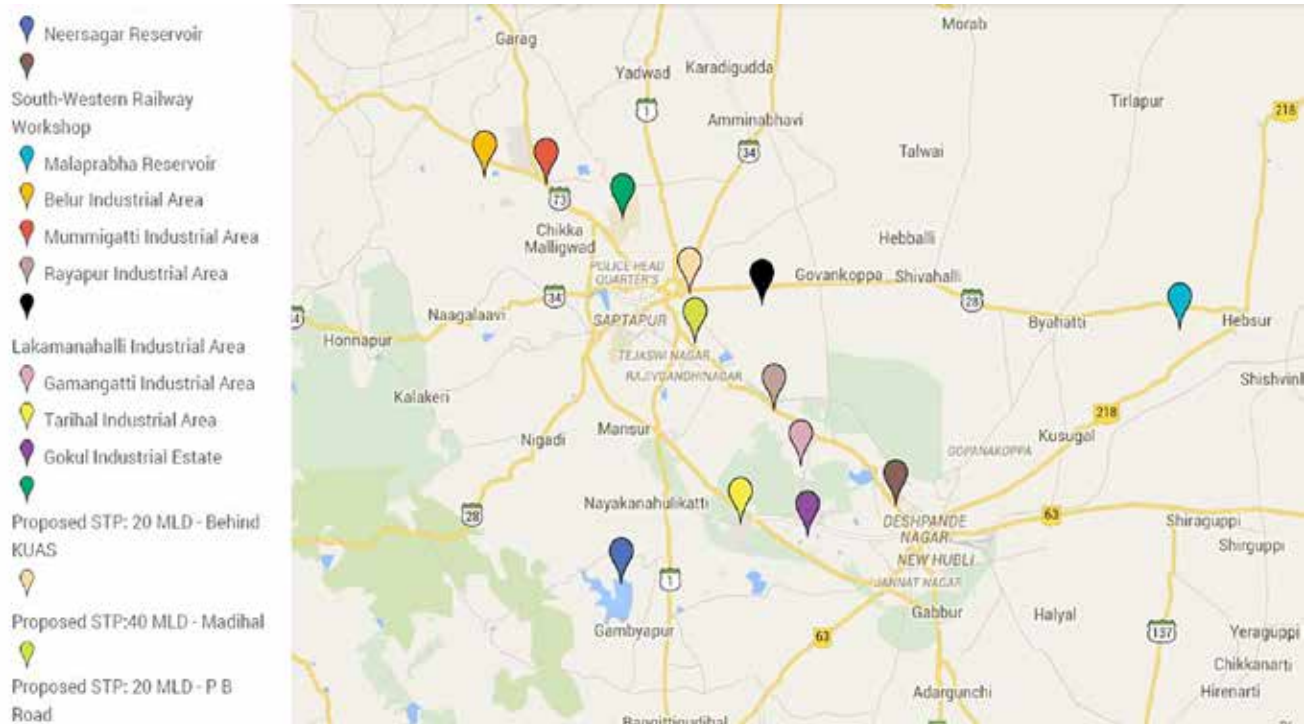 Neersagar Reservoir
South-Western Railway
Workshop
Malaprabha Reservoir
Belur Industrial Area
Mummigatti Industrial Area
Rayapur Industrial Area
Lakamanahalli Industrial Area
Gamangatti Industrial Area
Tarihal Industrial Area
Gokul Industrial Estate
Proposed STP: 20 MLD - Behind
KUAS
Proposed STP:40 MLD - Madihal
Proposed STP: 20 MLD - P B
Road
Morab
Garag
Karadigudda
Yadwad
Tirlapur
1
218
Amminabhavi
34
Talwai
73
Chikka
Malligwad
Hebballi
POLICE HEAD
QUARTER'S
Govankoppa
Shivahalli
34
28
Naagalaavi
SAPTAPUR
Byahatti
Hebsur
Honnapur
TEJASWI NAGAR
RAJIVGANDHINAGAR
Kalakeri
218
Mansur
Nigadi
Kusugal
GOPANAKOPPA
Nayakanahulikatti
28
63
DESHPANDE
NAGAR
Shiraguppi
Shirguppi
NEW HUBLI
1
JANNAT NAGAR
Gabbur
Halyal
Gambyapur
63
137
Yeraguppi
Chikkanarti
Adargunchi
Hirenarti